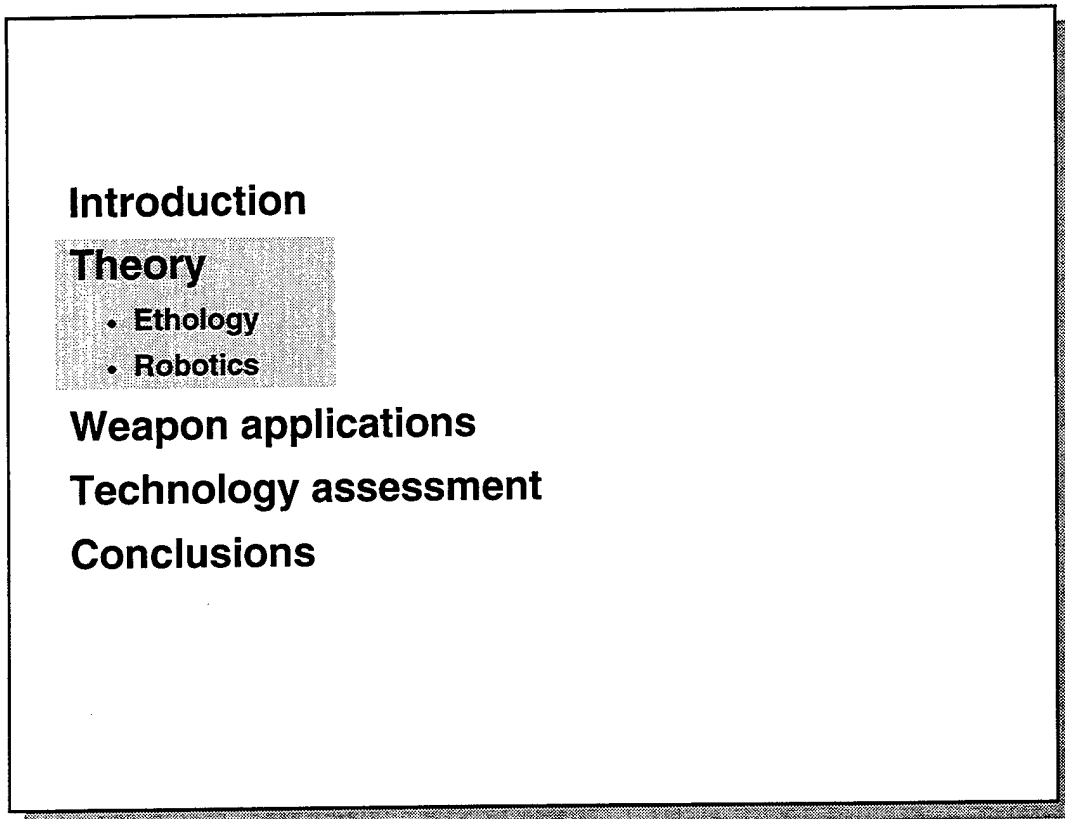 Introduction
Theory
• Ethology
• Robotics
Weapon applications
Technology assessment
Conclusions